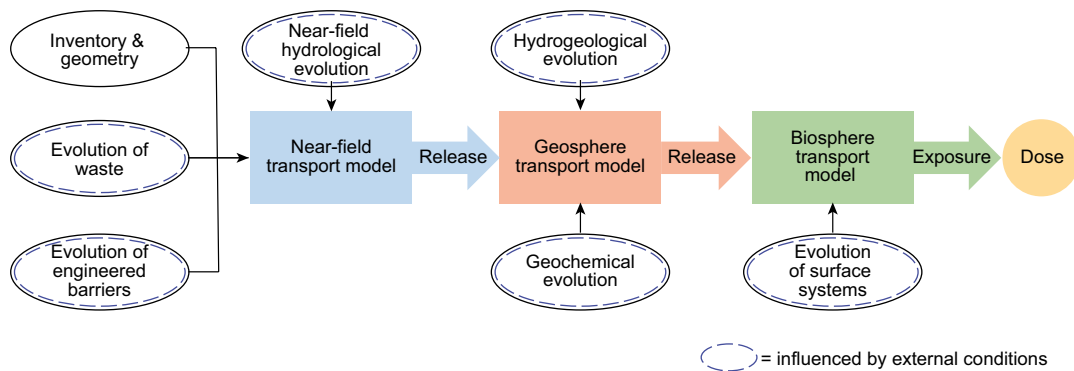 Inventory &
geometry
Near-field
hydrological
evolution
Hydrogeological
evolution
Evolution of
waste
Near-field
transport model
Release
Geosphere
transport model
Release
Biosphere
transport
model
Exposure
Dose
Evolution of
engineered
barriers
Geochemical
evolution
Evolution
of surface
systems
= influenced by external conditions